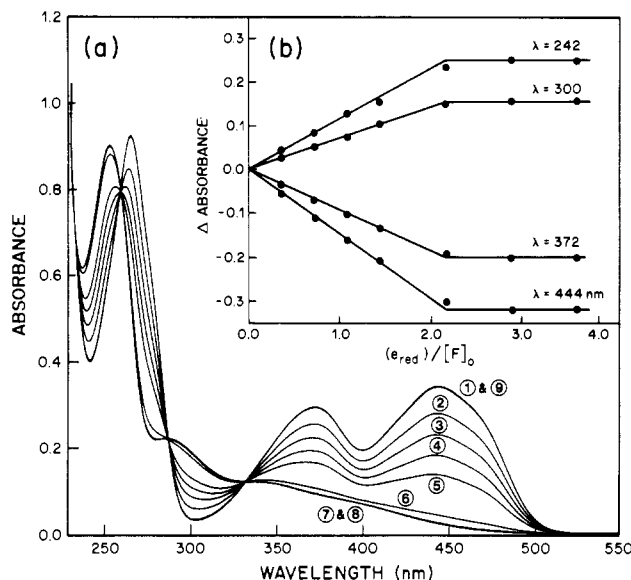 (a)
(b)
ABSORBANCE
1.2
1.0
0.8
0.6
0.4
0.2
0.0
250
300
350
400
450
500
550
WAVELENGTH (nm)
Δ ABSORBANCE
0.3
0.2
0.1
0.0
-0.1
-0.2
-0.3
0.0
1.0
2.0
3.0
4.0
(e_red)/[F]_o
λ = 242
λ = 300
λ = 372
λ = 444 nm
① & ⑨
②
③
④
⑤
⑥
⑦ & ⑧